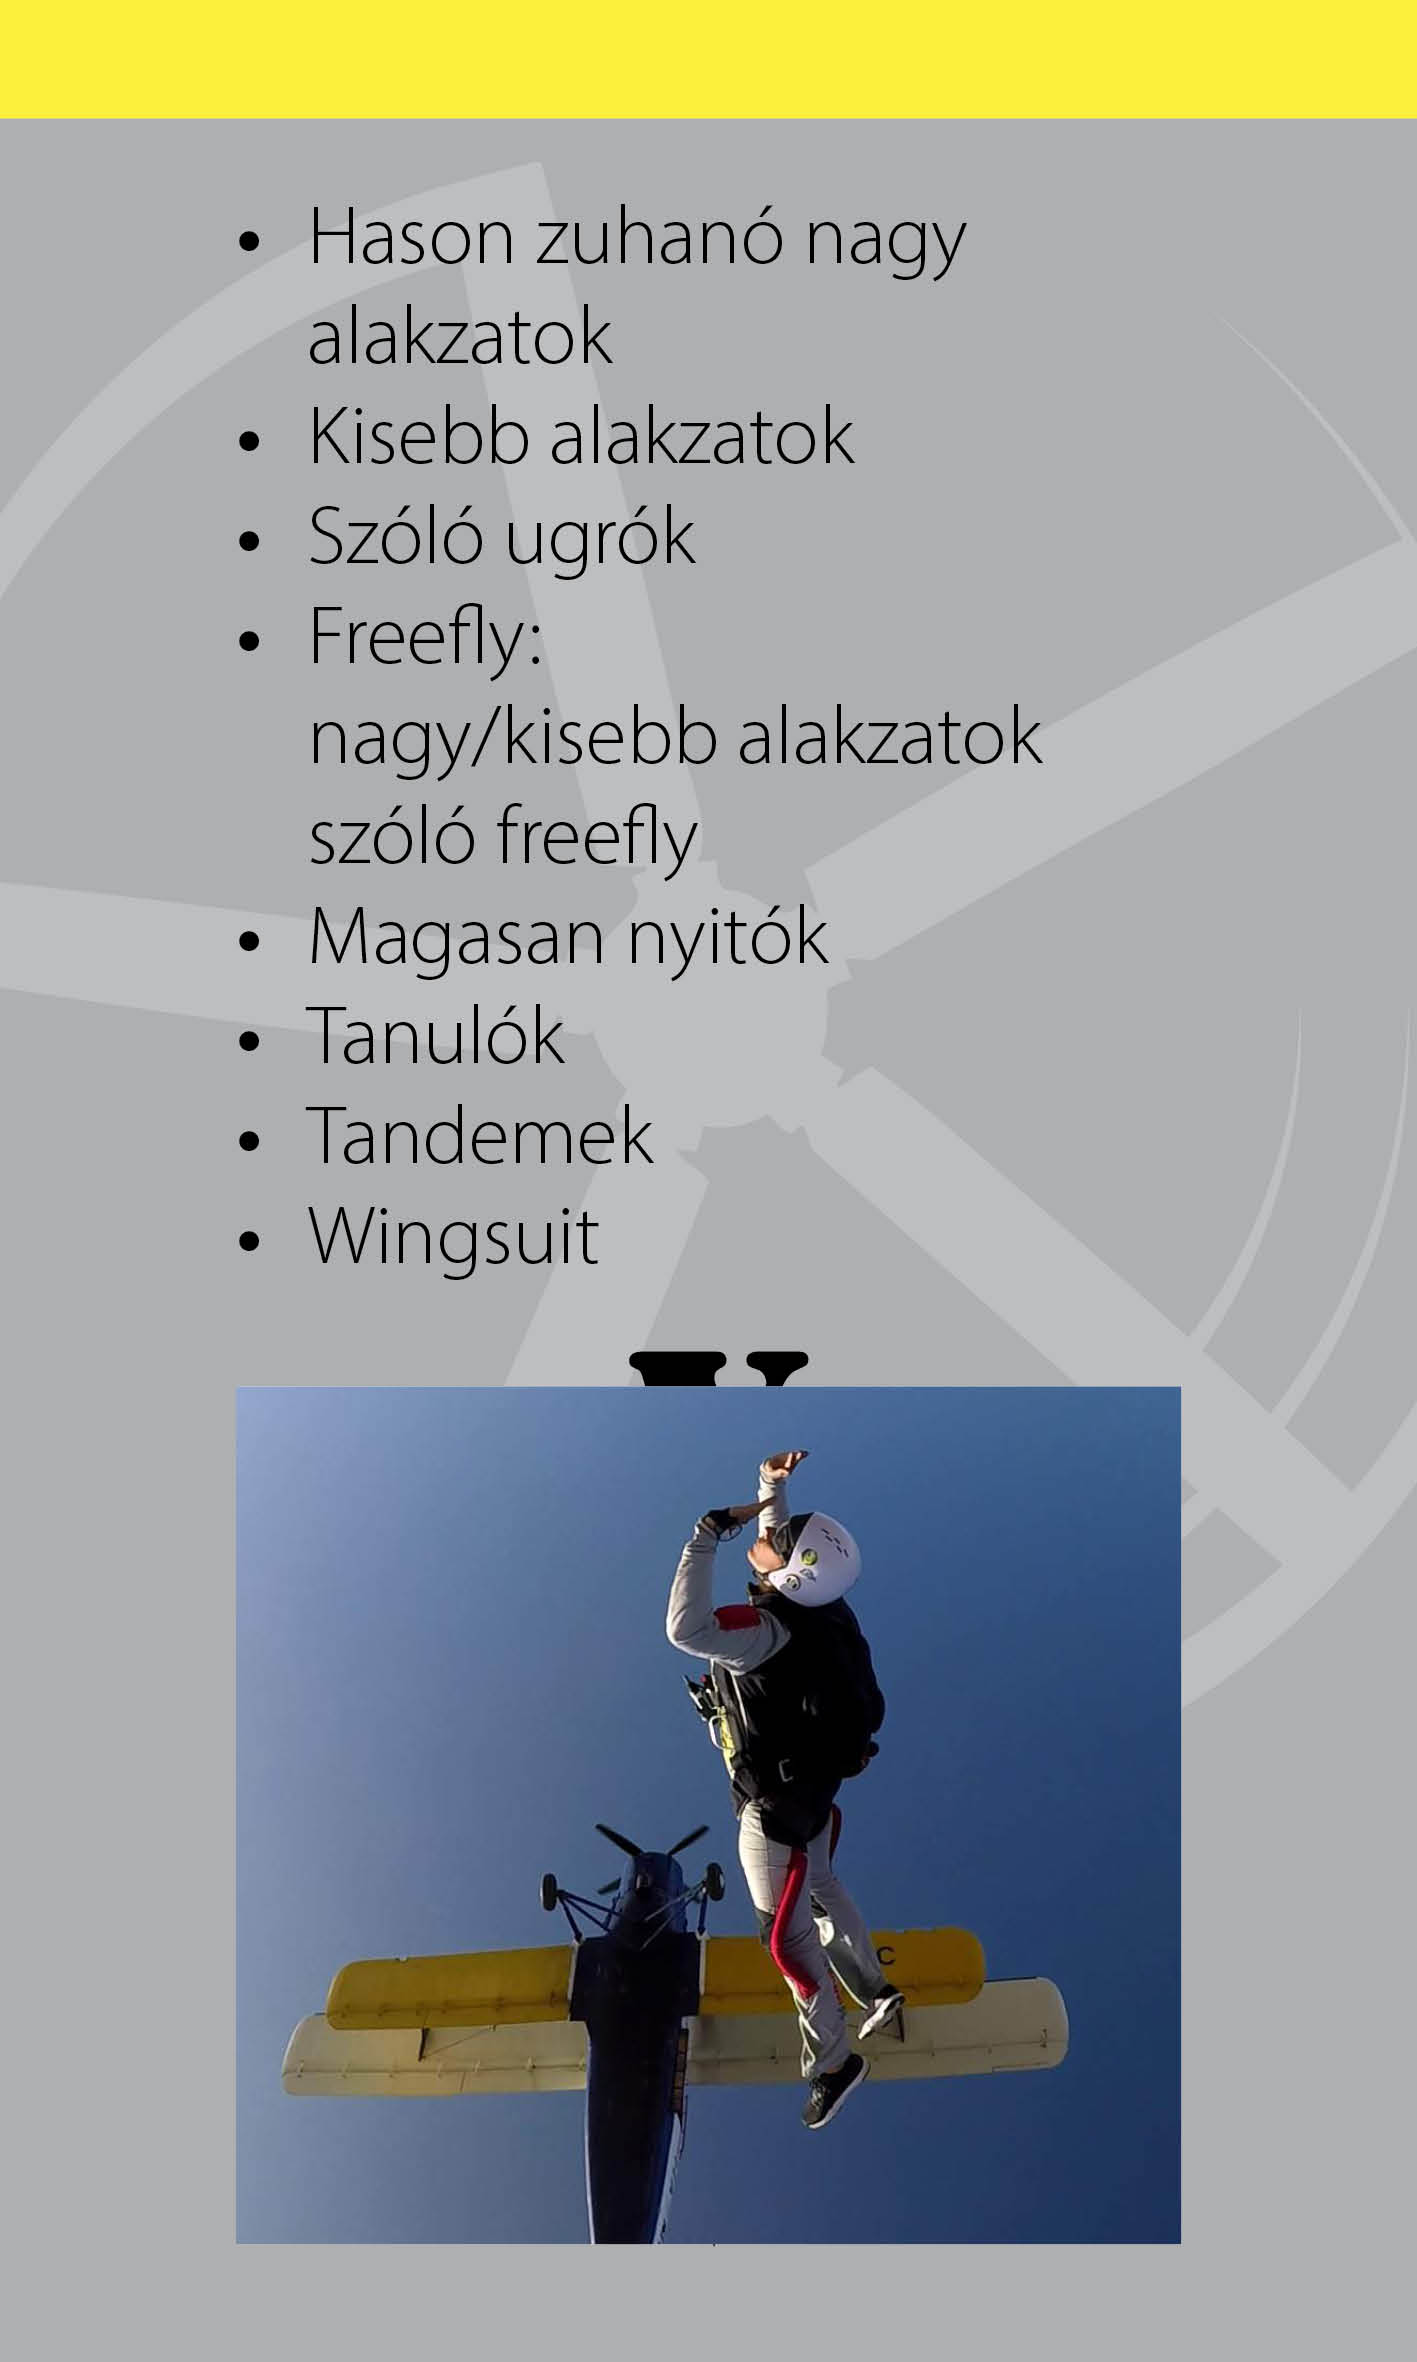 • Hason zuhanó nagy
alakzatok
• Kisebb alakzatok
• Szóló ugrók
• Freefly:
nagy/kisebb alakzatok
szóló freefly
• Magasan nyitók
• Tanulók
• Tandemek
• Wingsuit
C